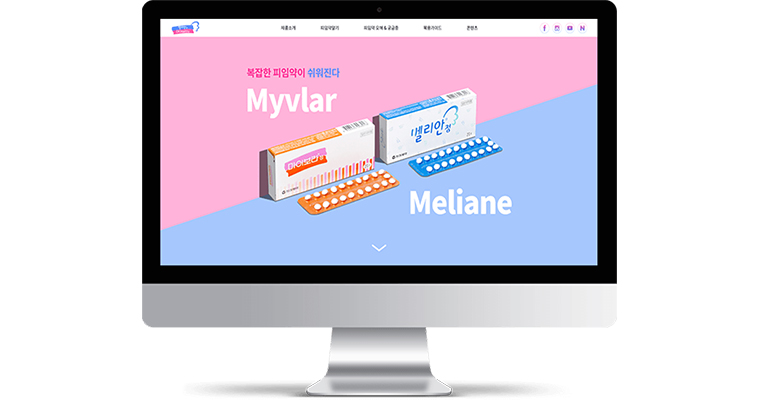 제품소개 피임약알기 피임약 오해 & 궁금증 복용가이드 콘텐츠
복잡한 피임약이 쉬워진다
Myvlar
마이보라
멜리안정
Meliane